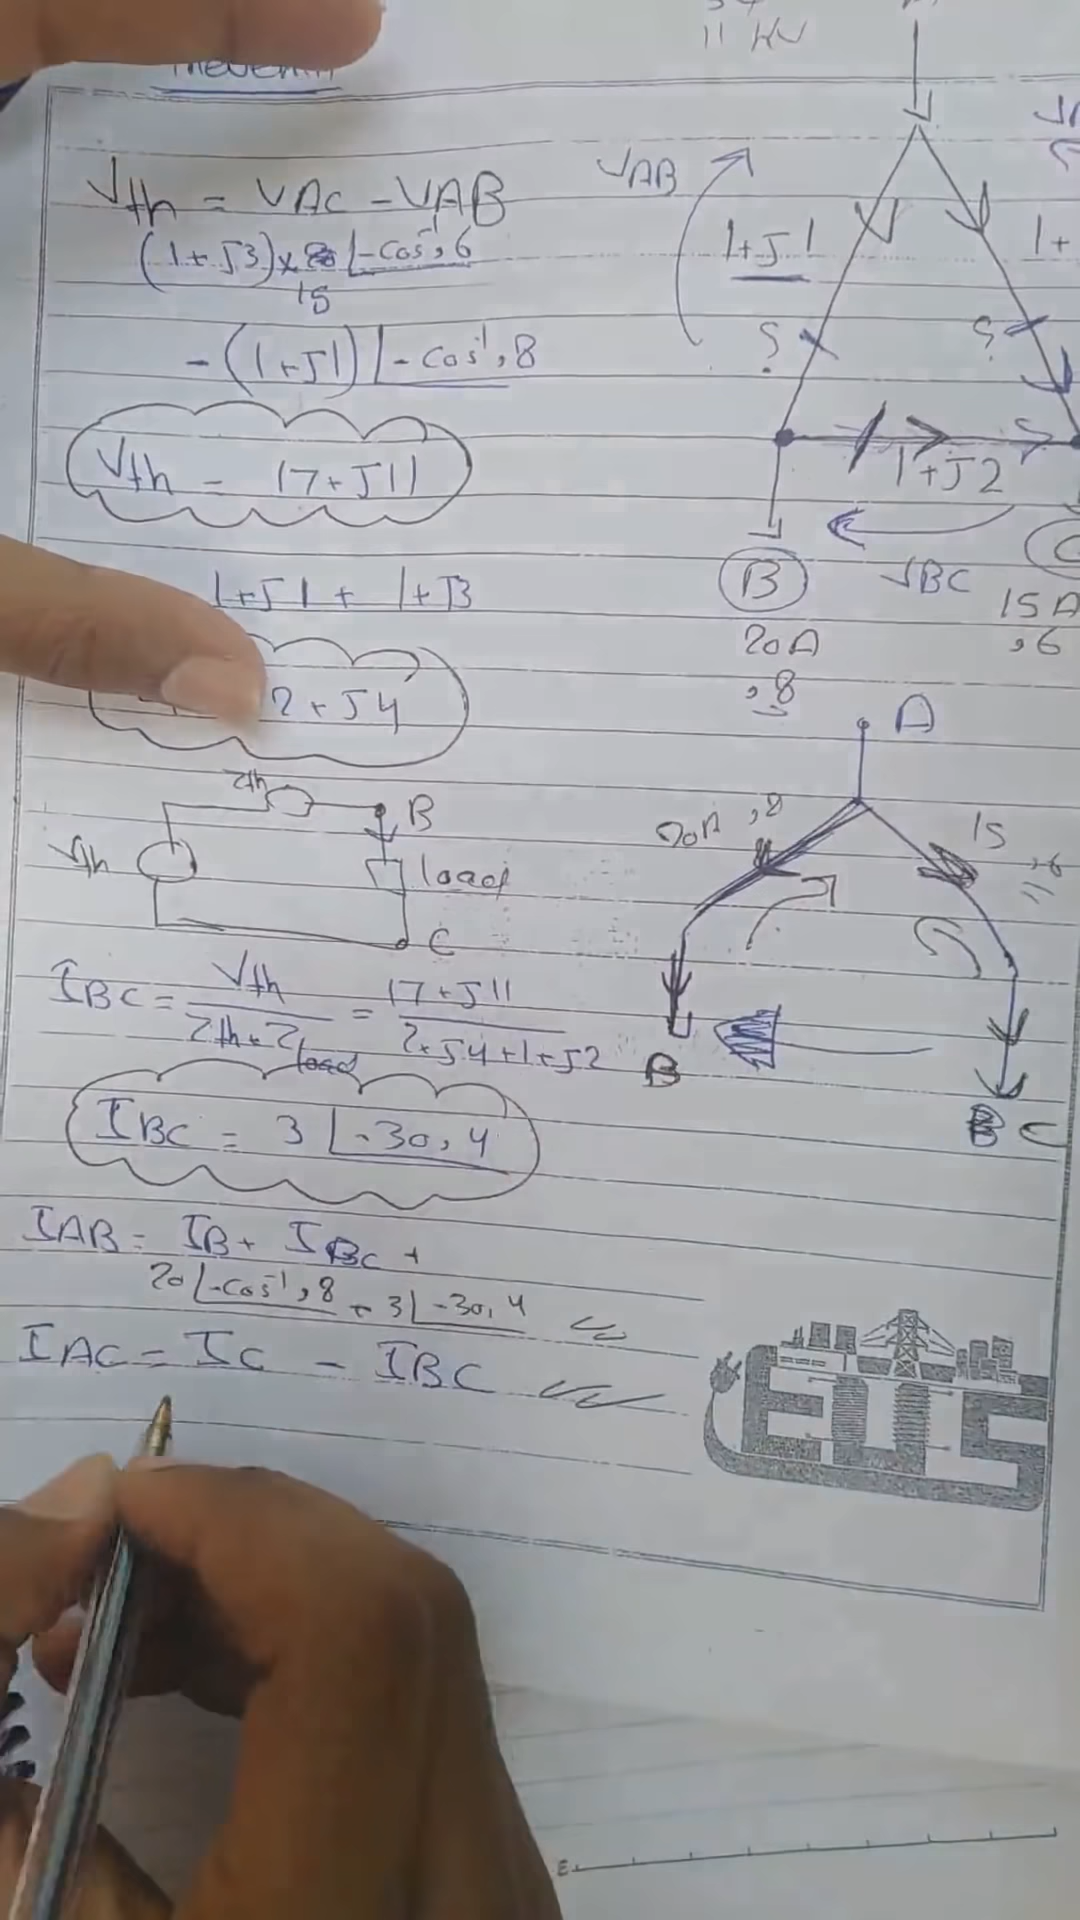 11 KV
Thevenin
Vth = VAC - VAB
(1+J3)×
15
⌊-cos⁻¹,6
-(1+J1)⌊-cos⁻¹,8
Vth = 17+J11
1+J1 + 1+J3
2+J4
Zth
B
Vth
load
C
IBC = Vth / Zth+Zload = 17+J11 / 2+J4+1+J2
IBC = 3⌊-30,4
IAB = IB + IBC +
20⌊-cos⁻¹,8 + 3⌊-30,4
IAC = IC - IBC
VAB
1+J1
1+
?
?
1+J2
B
VBC
C
20A
,8
15A
,6
A
20A ,8
15
,6
B
C
EOS
E